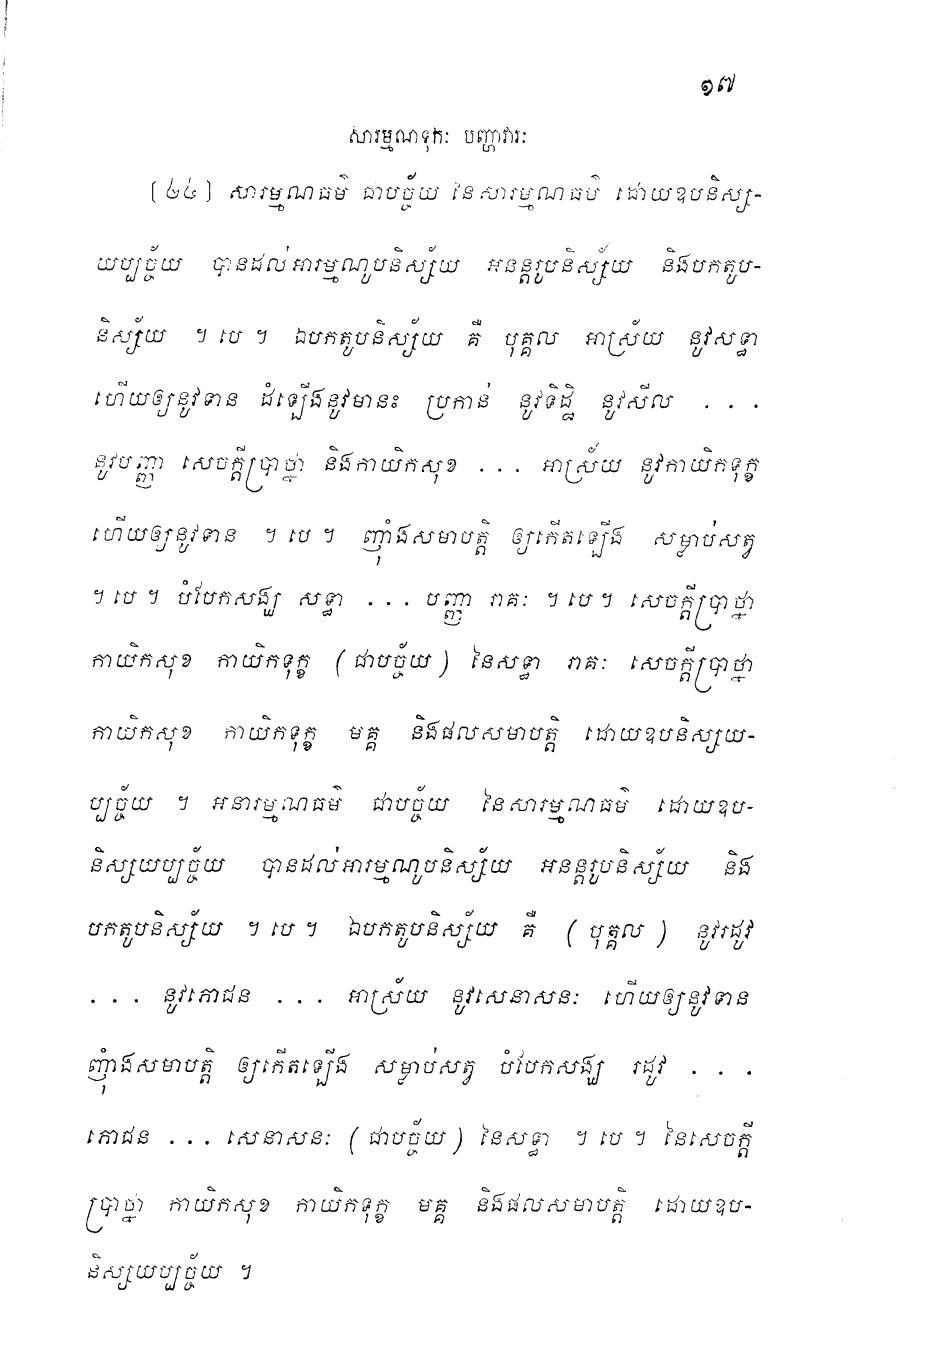 ១៧
សារម្មណទុកៈ បញ្ហាវារៈ
[៤៤] សារម្មណធម៌ ជាបច្ច័យ នៃសារម្មណធម៌ ដោយឧបនិស្ស-
យប្បច្ច័យ បានដល់អារម្មណូបនិស្ស័យ អនន្តរូបនិស្ស័យ និងបកតូប-
និស្ស័យ ។ បេ ។ ឯបកតូបនិស្ស័យ គឺ បុគ្គល អាស្រ័យ នូវសទ្ធា
ហើយឲ្យនូវទាន ដំឡើងនូវមានះ ប្រកាន់ នូវទិដ្ឋិ នូវសីល . . .
នូវបញ្ញា សេចក្តីប្រាថ្នា និងកាយិកសុខ . . . អាស្រ័យ នូវកាយិកទុក្ខ
ហើយឲ្យនូវទាន ។ បេ ។ ញ៉ាំងសមាបត្តិ ឲ្យកើតឡើង សម្លាប់សត្វ
។ បេ ។ បំបែកសង្ឃ សទ្ធា . . . បញ្ញា រាគៈ ។ បេ ។ សេចក្តីប្រាថ្នា
កាយិកសុខ កាយិកទុក្ខ (ជាបច្ច័យ) នៃសទ្ធា រាគៈ សេចក្តីប្រាថ្នា
កាយិកសុខ កាយិកទុក្ខ មគ្គ និងផលសមាបត្តិ ដោយឧបនិស្សយ-
ប្បច្ច័យ ។ អនារម្មណធម៌ ជាបច្ច័យ នៃសារម្មណធម៌ ដោយឧប-
និស្សយប្បច្ច័យ បានដល់អារម្មណូបនិស្ស័យ អនន្តរូបនិស្ស័យ និង
បកតូបនិស្ស័យ ។ បេ ។ ឯបកតូបនិស្ស័យ គឺ (បុគ្គល) នូវរដូវ
. . . នូវភោជន . . . អាស្រ័យ នូវសេនាសនៈ ហើយឲ្យនូវទាន
ញ៉ាំងសមាបត្តិ ឲ្យកើតឡើង សម្លាប់សត្វ បំបែកសង្ឃ រដូវ . . .
ភោជន . . . សេនាសនៈ (ជាបច្ច័យ) នៃសទ្ធា ។ បេ ។ នៃសេចក្តី
ប្រាថ្នា កាយិកសុខ កាយិកទុក្ខ មគ្គ និងផលសមាបត្តិ ដោយឧប-
និស្សយប្បច្ច័យ ។